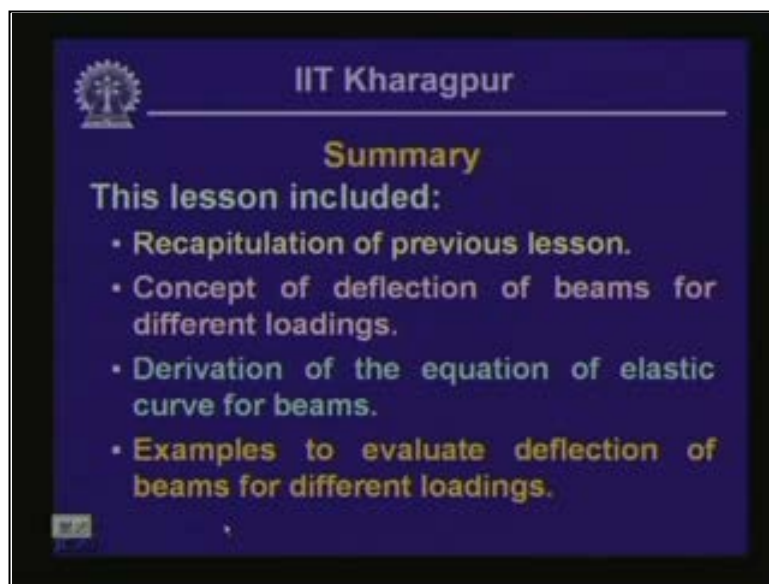 IIT Kharagpur
Summary
This lesson included:
▪ Recapitulation of previous lesson.
▪ Concept of deflection of beams for
different loadings.
▪ Derivation of the equation of elastic
curve for beams.
▪ Examples to evaluate deflection of
beams for different loadings.